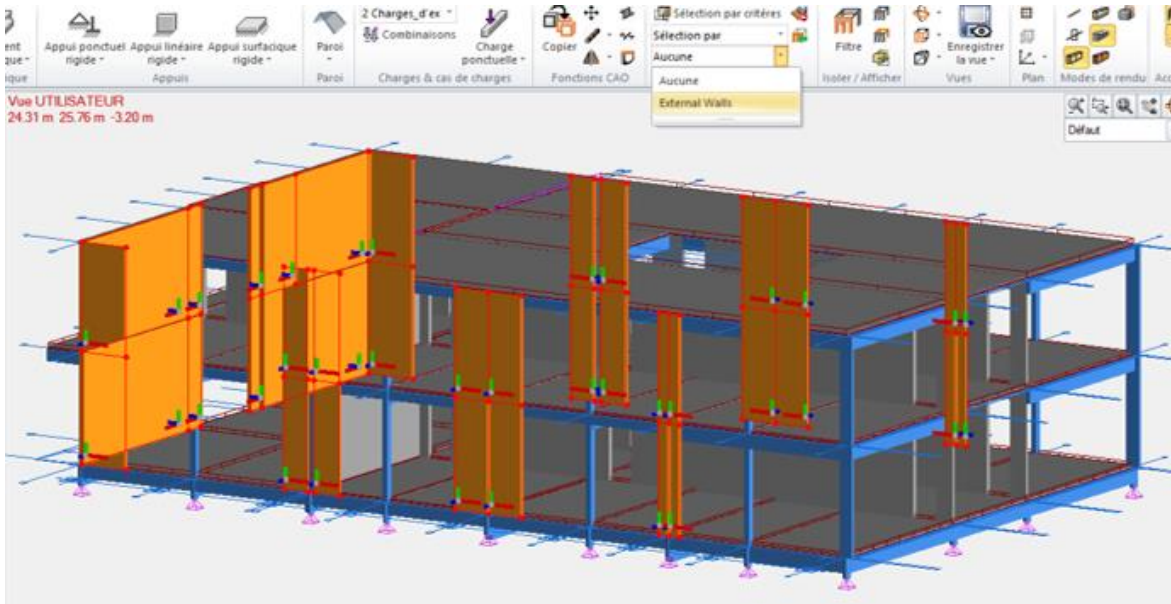 2 Charges_d'ex
Combinaisons
Sélection par critères
Sélection par
Aucune
ent
que
Appui ponctuel
rigide
Appui linéaire
rigide
Appui surfacique
rigide
Paroi
Charge
ponctuelle
Copier
Filtre
Enregistrer
la vue
ique
Appuis
Paroi
Charges & cas de charges
Fonctions CAO
Isoler / Afficher
Vues
Plan
Modes de rendu
Aucune
External Walls
Vue UTILISATEUR
24.31 m 25.76 m -3.20 m
Défaut